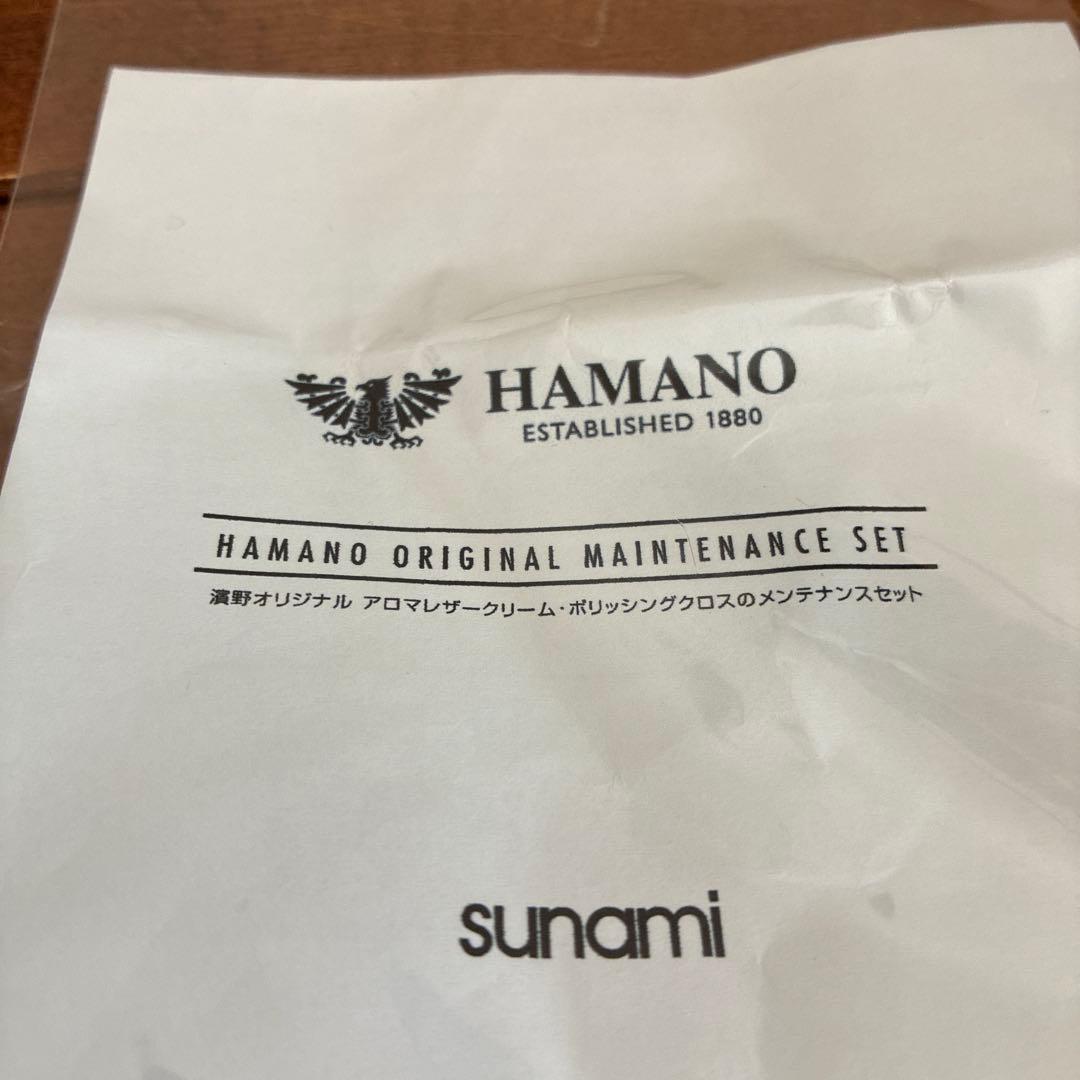 HAMANO
ESTABLISHED 1880
HAMANO ORIGINAL MAINTENANCE SET
濱野オリジナル アロマレザークリーム・ポリッシングクロスのメンテナンスセット
sunami